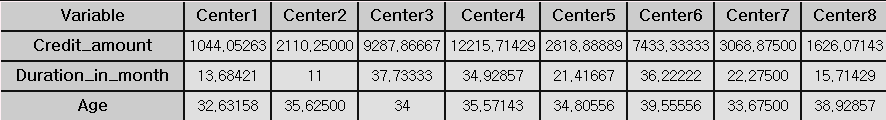 Variable Center1 Center2 Center3 Center4 Center5 Center6 Center7 Center8
Credit_amount 1044,05263 2110,25000 9287,86667 12215,71429 2818,88889 7433,33333 3068,87500 1626,07143
Duration_in_month 13,68421 11 37,73333 34,92857 21,41667 36,22222 22,27500 15,71429
Age 32,63158 35,62500 34 35,57143 34,80556 39,55556 33,67500 38,92857